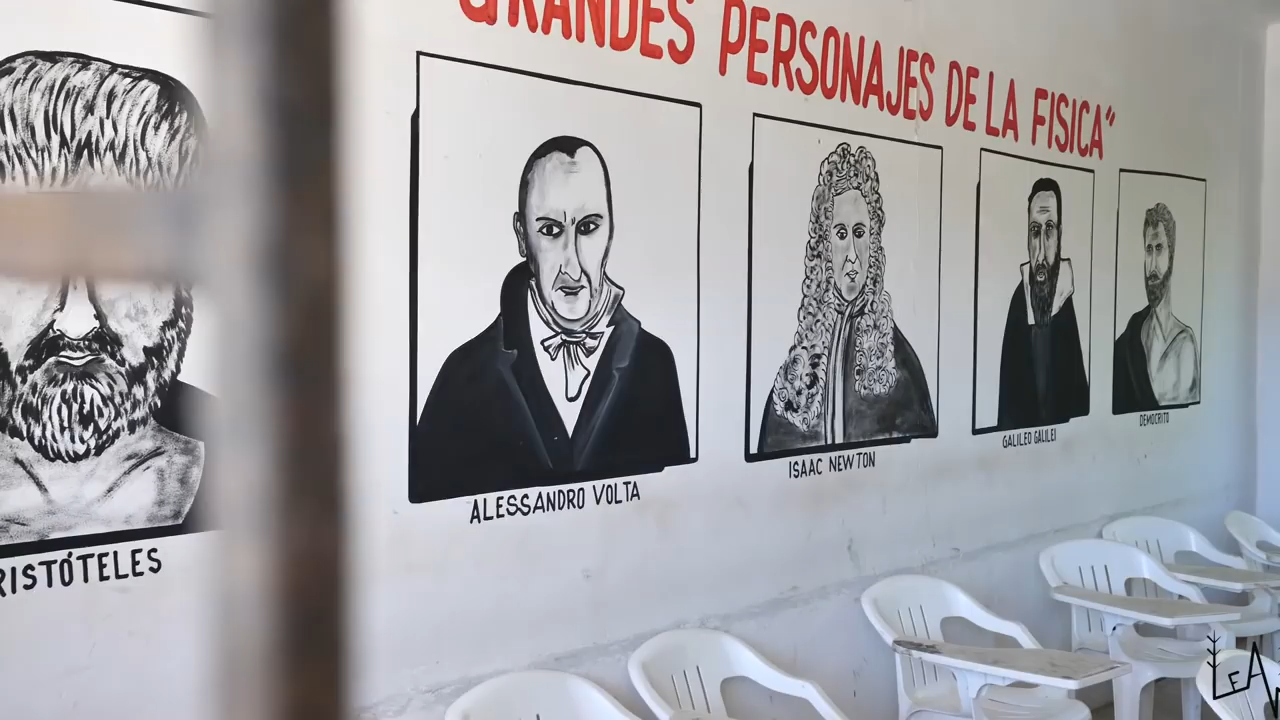 GRANDES PERSONAJES DE LA FISICA"
RISTÓTELES
ALESSANDRO VOLTA
ISAAC NEWTON
GALILEO GALILEI
DEMOCRITO